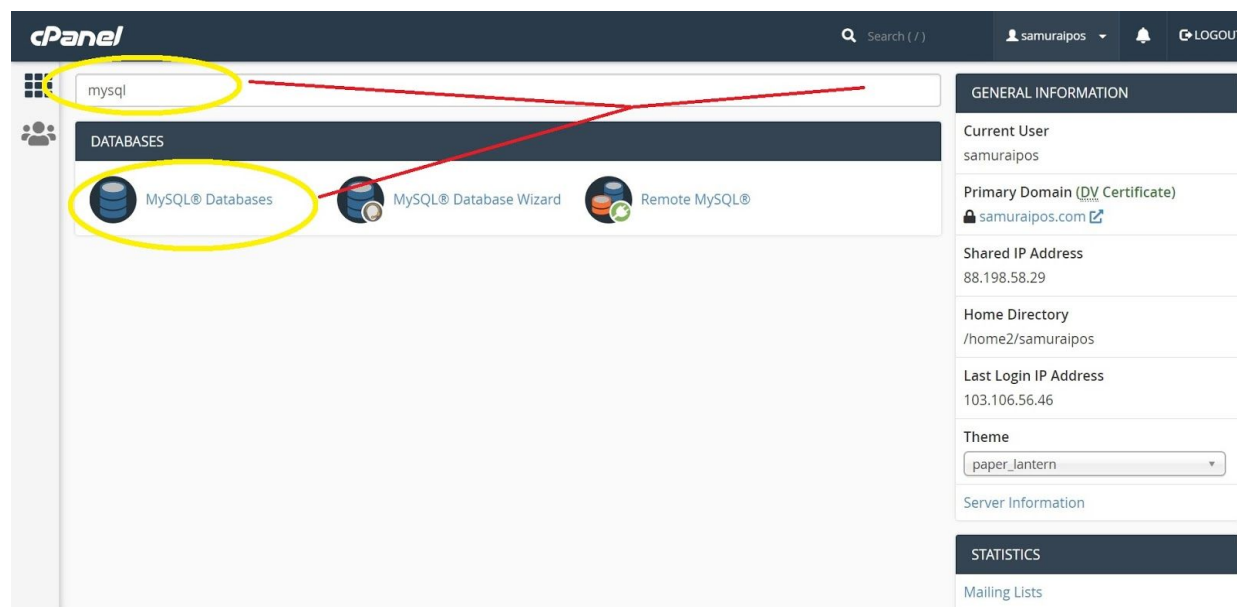 cPanel
Search ( / )
samuraipos
LOGOUT
mysql
DATABASES
MySQL® Databases
MySQL® Database Wizard
Remote MySQL®
GENERAL INFORMATION
Current User
samuraipos
Primary Domain (DV Certificate)
samuraipos.com
Shared IP Address
88.198.58.29
Home Directory
/home2/samuraipos
Last Login IP Address
103.106.56.46
Theme
paper_lantern
Server Information
STATISTICS
Mailing Lists